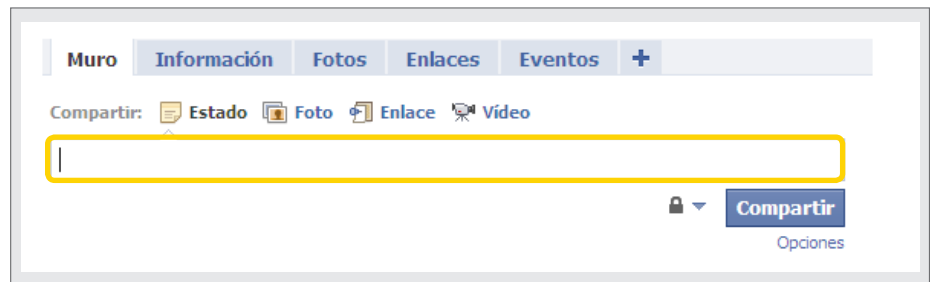 Muro Información Fotos Enlaces Eventos +
Compartir: Estado Foto Enlace Vídeo
Compartir
Opciones